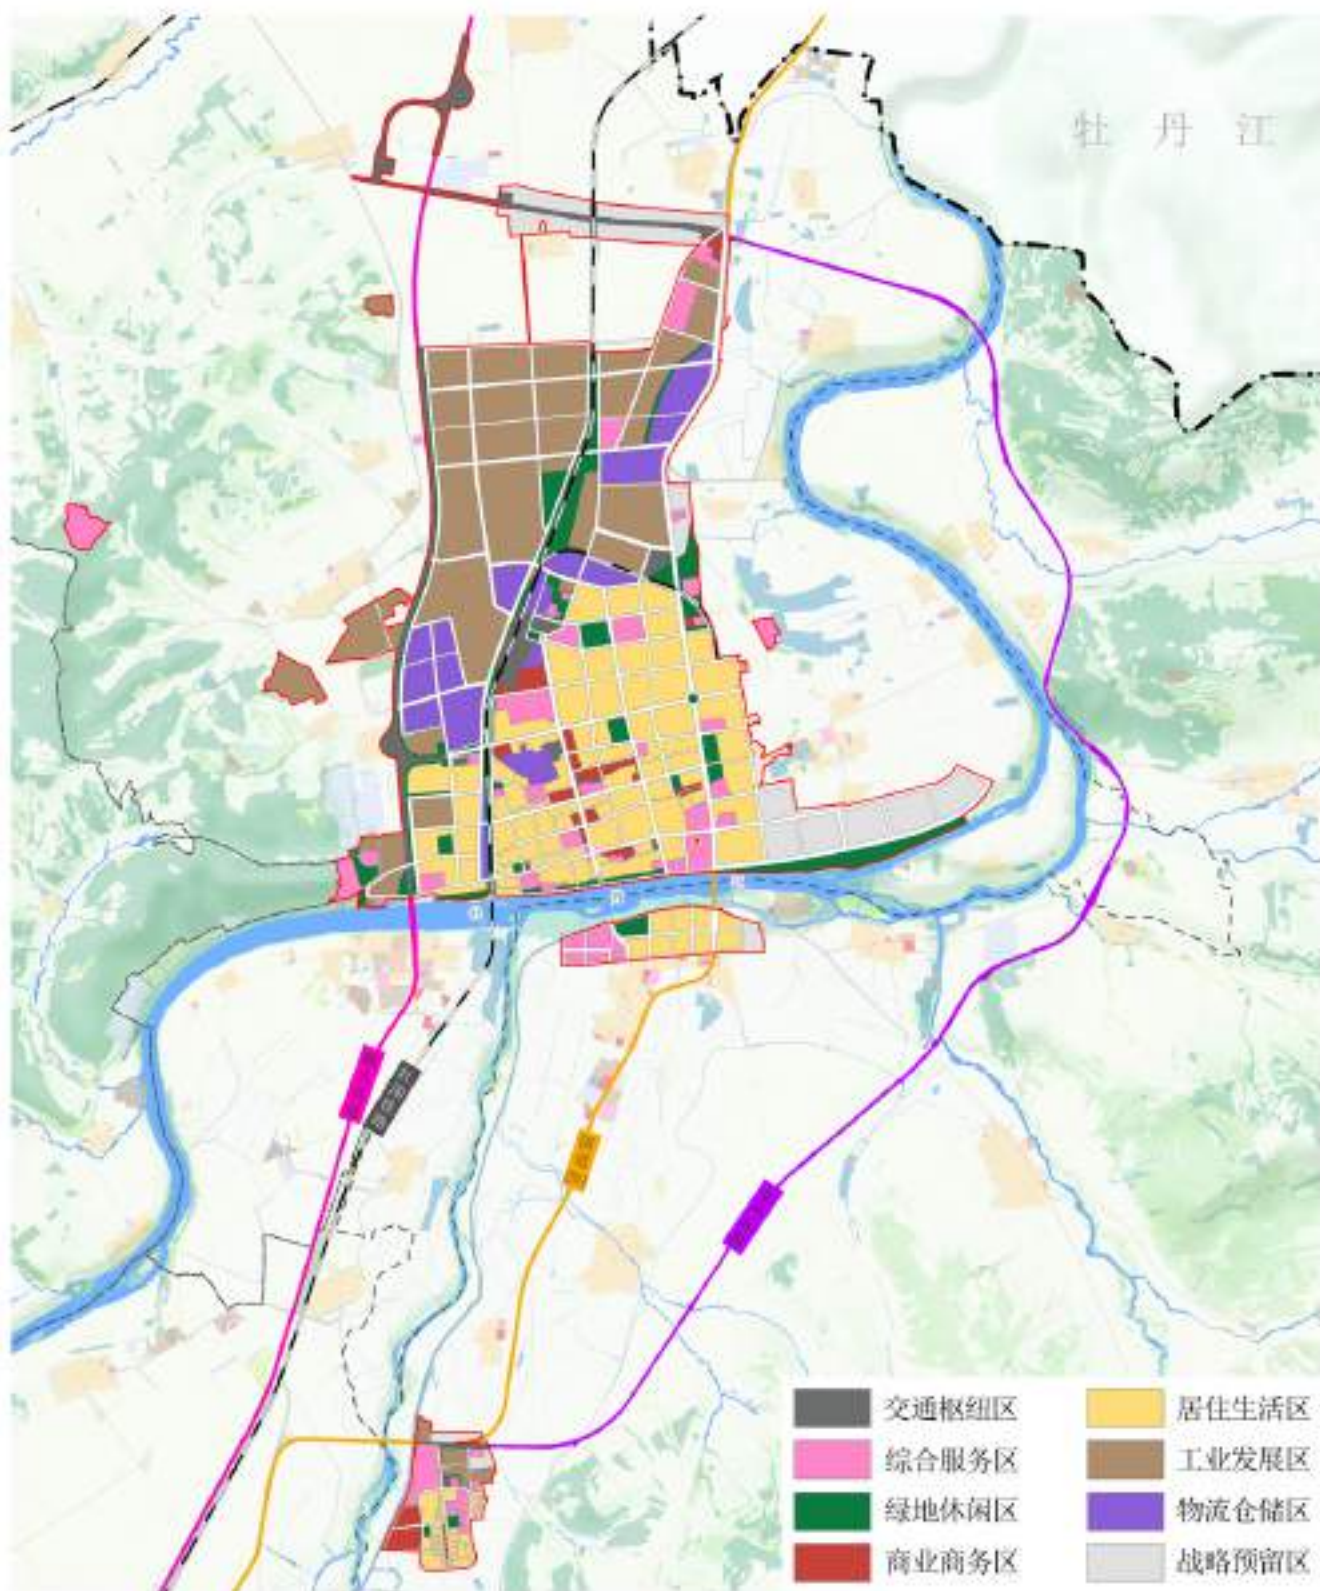 牡 丹 江
交通枢纽区
居住生活区
综合服务区
工业发展区
绿地休闲区
物流仓储区
商业商务区
战略预留区